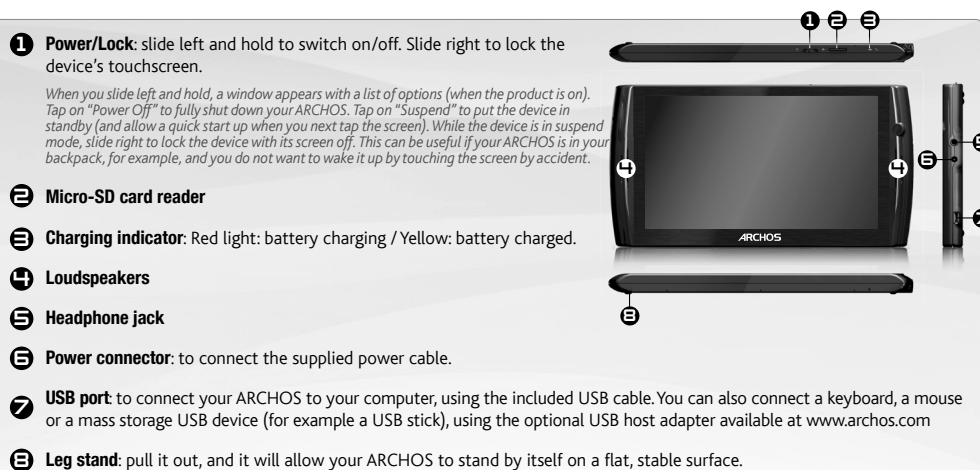 1 Power/Lock: slide left and hold to switch on/off. Slide right to lock the
device's touchscreen.
When you slide left and hold, a window appears with a list of options (when the product is on).
Tap on "Power Off" to fully shut down your ARCHOS. Tap on "Suspend" to put the device in
standby (and allow a quick start up when you next tap the screen). While the device is in suspend
mode, slide right to lock the device with its screen off. This can be useful if your ARCHOS is in your
backpack, for example, and you do not want to wake it up by touching the screen by accident.
2 Micro-SD card reader
3 Charging indicator: Red light: battery charging / Yellow: battery charged.
4 Loudspeakers
5 Headphone jack
6 Power connector: to connect the supplied power cable.
7 USB port: to connect your ARCHOS to your computer, using the included USB cable. You can also connect a keyboard, a mouse
or a mass storage USB device (for example a USB stick), using the optional USB host adapter available at www.archos.com
8 Leg stand: pull it out, and it will allow your ARCHOS to stand by itself on a flat, stable surface.
1 2 3
4 4
5
6
7
ARCHOS
8